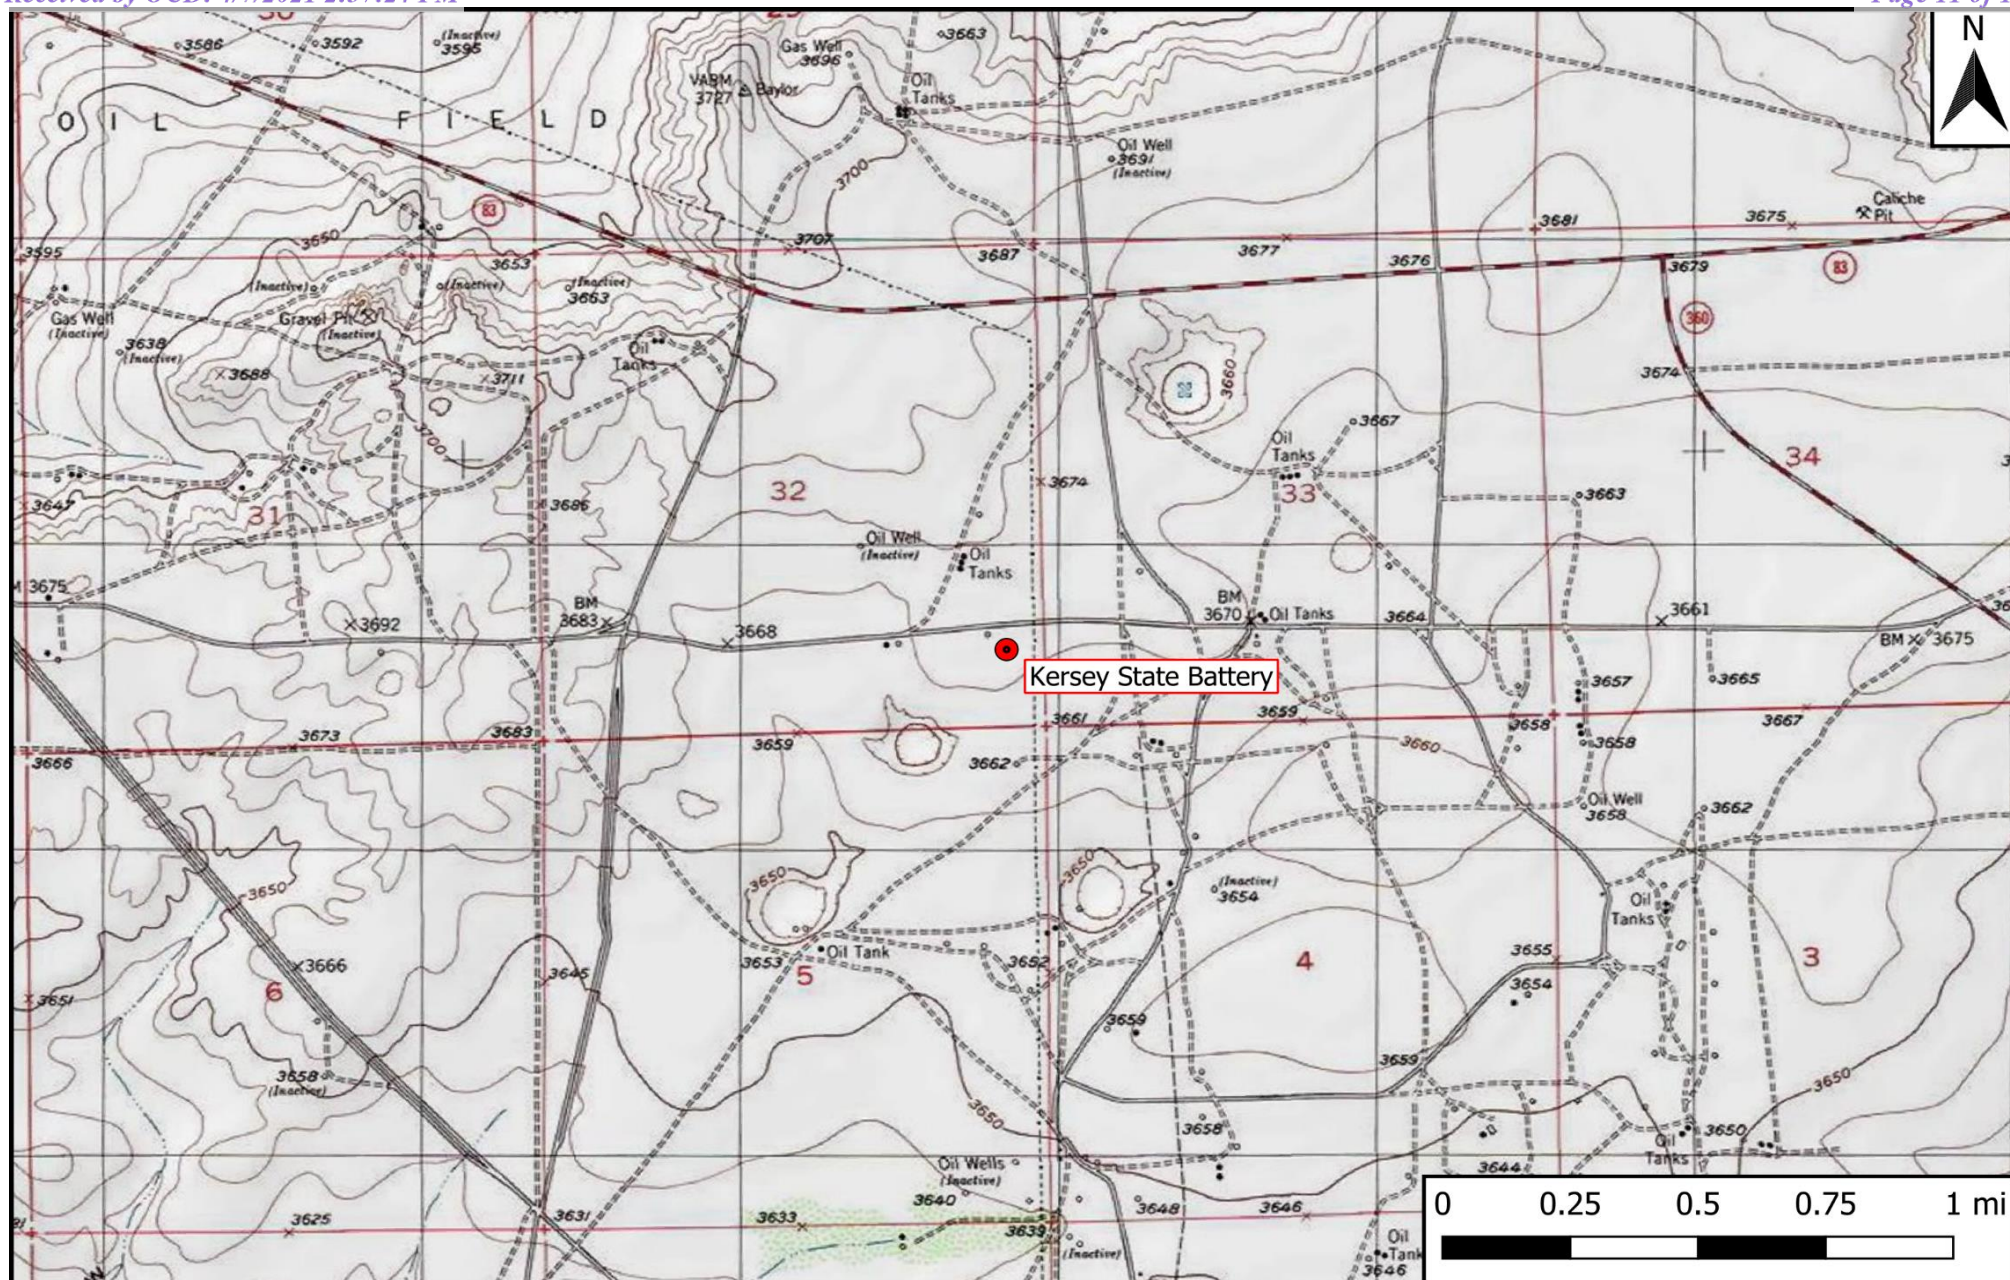 Received by OCD: 4/7/2021 2:57:24 PM
N
3586
3592
(Inactive)
3595
Gas Well
3696
3663
VABM
3727
Baylor
Oil
Tanks
OIL FIELD
Oil Well
3691
(Inactive)
3700
Caliche
Pit
83
3650
3595
3653
3707
3687
3677
3676
3681
3675
3679
83
(Inactive)
(Inactive)
(Inactive)
3663
Gas Well
(Inactive)
Gravel Pit
(Inactive)
360
3638
(Inactive)
3688
3711
Oil
Tanks
3660
3674
3700
3667
Oil
Tanks
34
3647
31
3686
32
3674
33
3663
Oil Well
(Inactive)
Oil
Tanks
3675
3692
BM
3683
3668
BM
3670
Oil Tanks
3664
3661
BM
3675
Kersey State Battery
3657
3665
3666
3673
3683
3659
3661
3659
3658
3658
3667
3662
3660
Oil Well
3658
3662
3650
3650
3650
(Inactive)
3654
Oil
Tanks
3651
6
3666
3645
3653
Oil Tank
5
3652
4
3655
3654
3
3659
3659
3658
(Inactive)
3650
3650
3658
Oil
Tanks
3650
3644
Oil Wells
(Inactive)
3640
3625
3631
3633
3639
(Inactive)
3648
3646
Oil
Tank
3646
0 0.25 0.5 0.75 1 mi